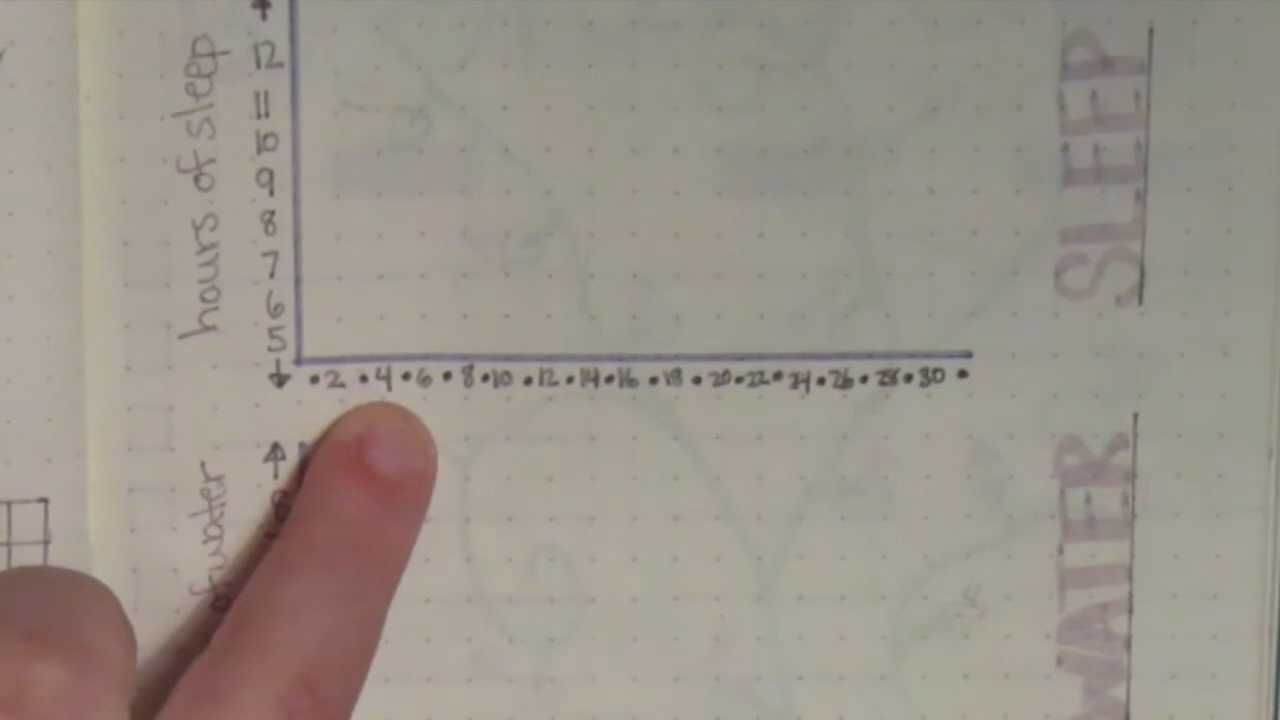 hours of sleep
12
11
10
9
8
7
6
5
•2•4•6•8•10•12•14•16•18•20•22•24•26•28•30•
SLEEP
of water
WATER